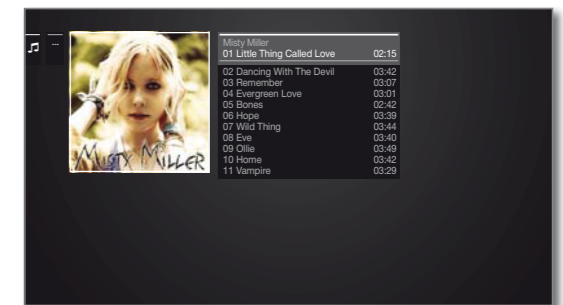 ...
MISTY MILLER
Misty Miller
01 Little Thing Called Love 02:15
02 Dancing With The Devil 03:42
03 Remember 03:07
04 Evergreen Love 03:01
05 Bones 02:42
06 Hope 03:39
07 Wild Thing 03:44
08 Eve 03:40
09 Ollie 03:49
10 Home 03:42
11 Vampire 03:29